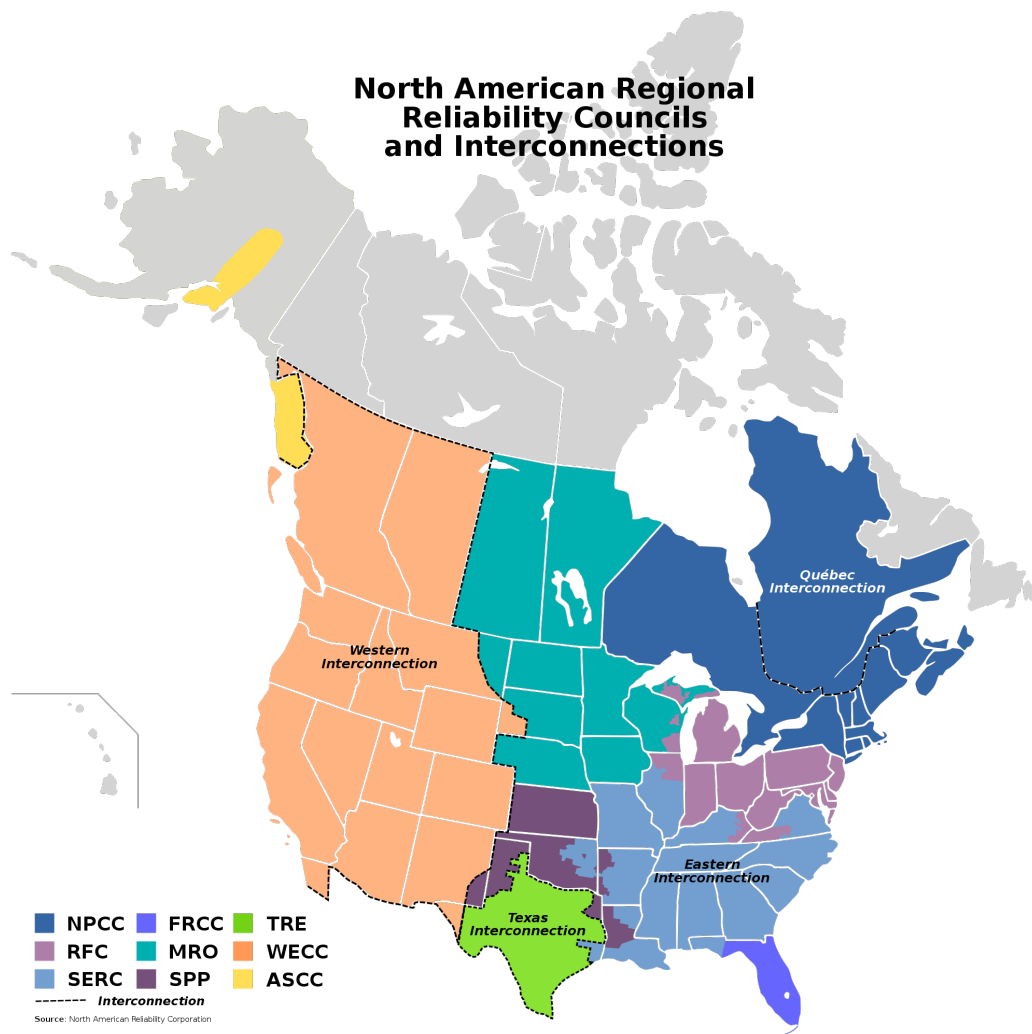 North American Regional
Reliability Councils
and Interconnections
Québec
Interconnection
Western
Interconnection
Eastern
Interconnection
Texas
Interconnection
NPCC
FRCC
TRE
RFC
MRO
WECC
SERC
SPP
ASCC
Interconnection
Source: North American Reliability Corporation